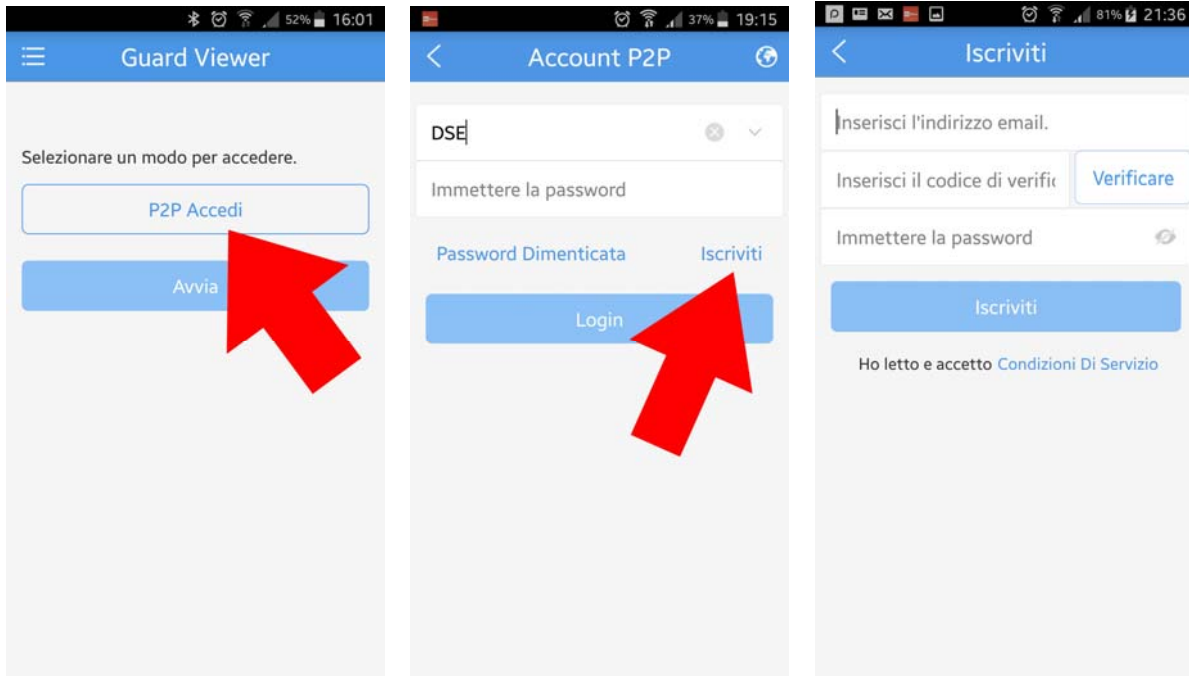 52% 16:01
Guard Viewer
Selezionare un modo per accedere.
P2P Accedi
Avvia
37% 19:15
Account P2P
DSE
Immettere la password
Password Dimenticata Iscriviti
Login
81% 21:36
Iscriviti
Inserisci l'indirizzo email.
Inserisci il codice di verific Verificare
Immettere la password
Iscriviti
Ho letto e accetto Condizioni Di Servizio